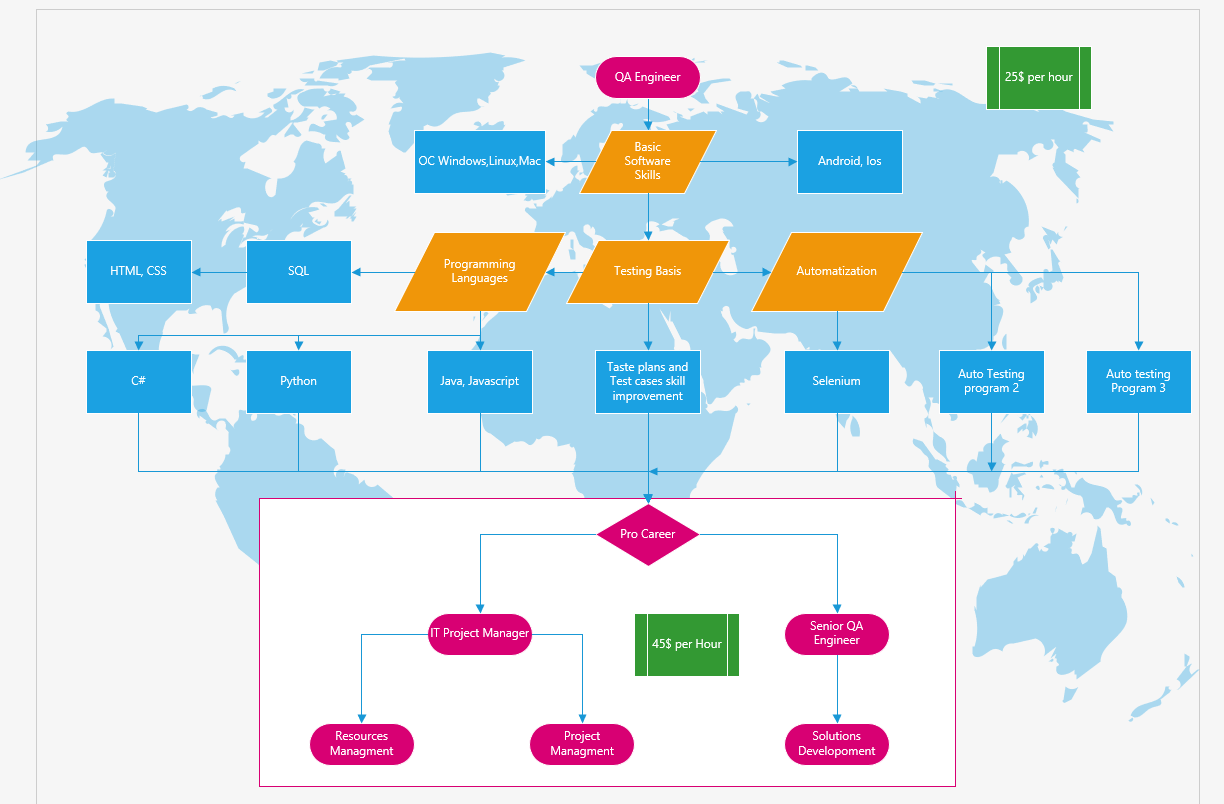 QA Engineer
25$ per hour
Basic
Software
Skills
OC Windows,Linux,Mac
Android, Ios
HTML, CSS
SQL
Programming
Languages
Testing Basis
Automatization
C#
Python
Java, Javascript
Taste plans and
Test cases skill
improvement
Selenium
Auto Testing
program 2
Auto testing
Program 3
Pro Career
IT Project Manager
45$ per Hour
Senior QA
Engineer
Resources
Managment
Project
Managment
Solutions
Developoment